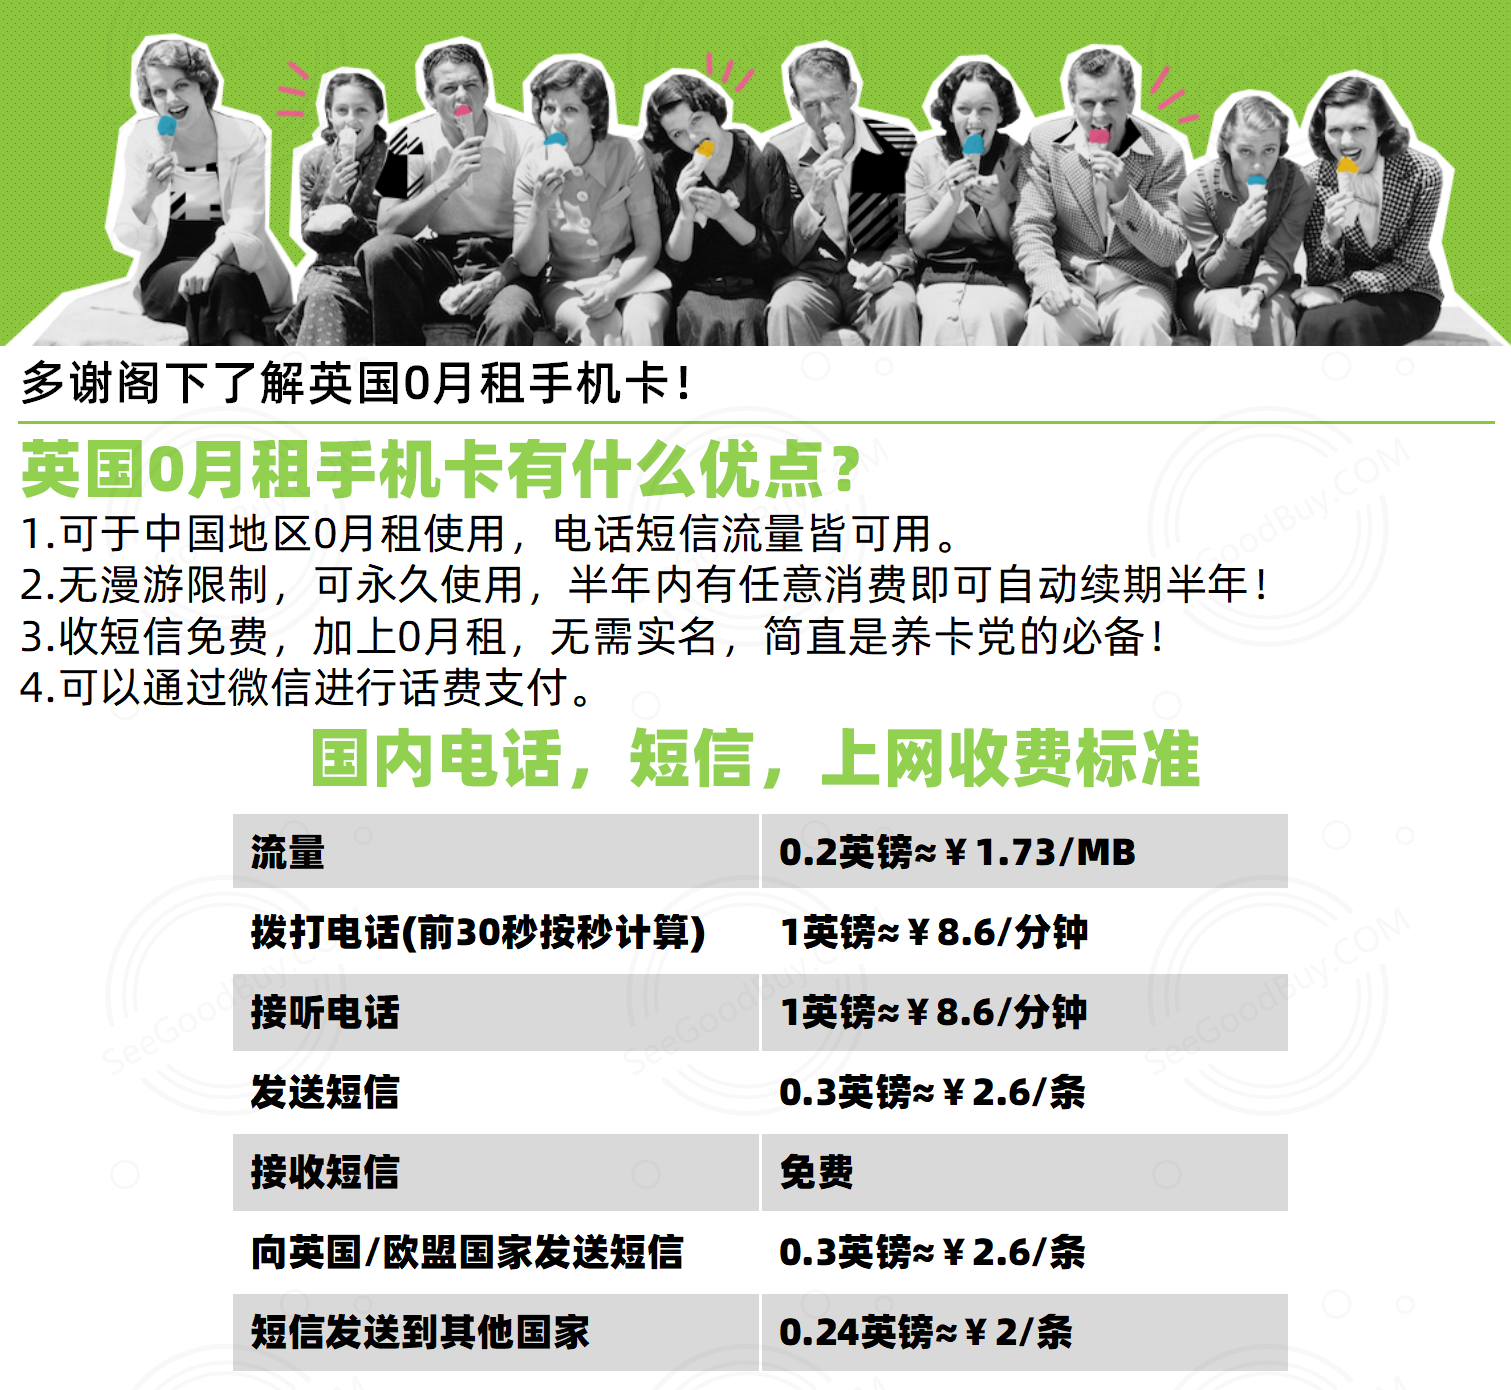 多谢阁下了解英国0月租手机卡！
英国0月租手机卡有什么优点？
1.可于中国地区0月租使用，电话短信流量皆可用。
2.无漫游限制，可永久使用，半年内有任意消费即可自动续期半年！
3.收短信免费，加上0月租，无需实名，简直是养卡党的必备！
4.可以通过微信进行话费支付。
国内电话，短信，上网收费标准
流量 0.2英镑≈￥1.73/MB
拨打电话(前30秒按秒计算) 1英镑≈￥8.6/分钟
接听电话 1英镑≈￥8.6/分钟
发送短信 0.3英镑≈￥2.6/条
接收短信 免费
向英国/欧盟国家发送短信 0.3英镑≈￥2.6/条
短信发送到其他国家 0.24英镑≈￥2/条
SeeGoodBuy.COM
SeeGoodBuy.COM
SeeGoodBuy.COM